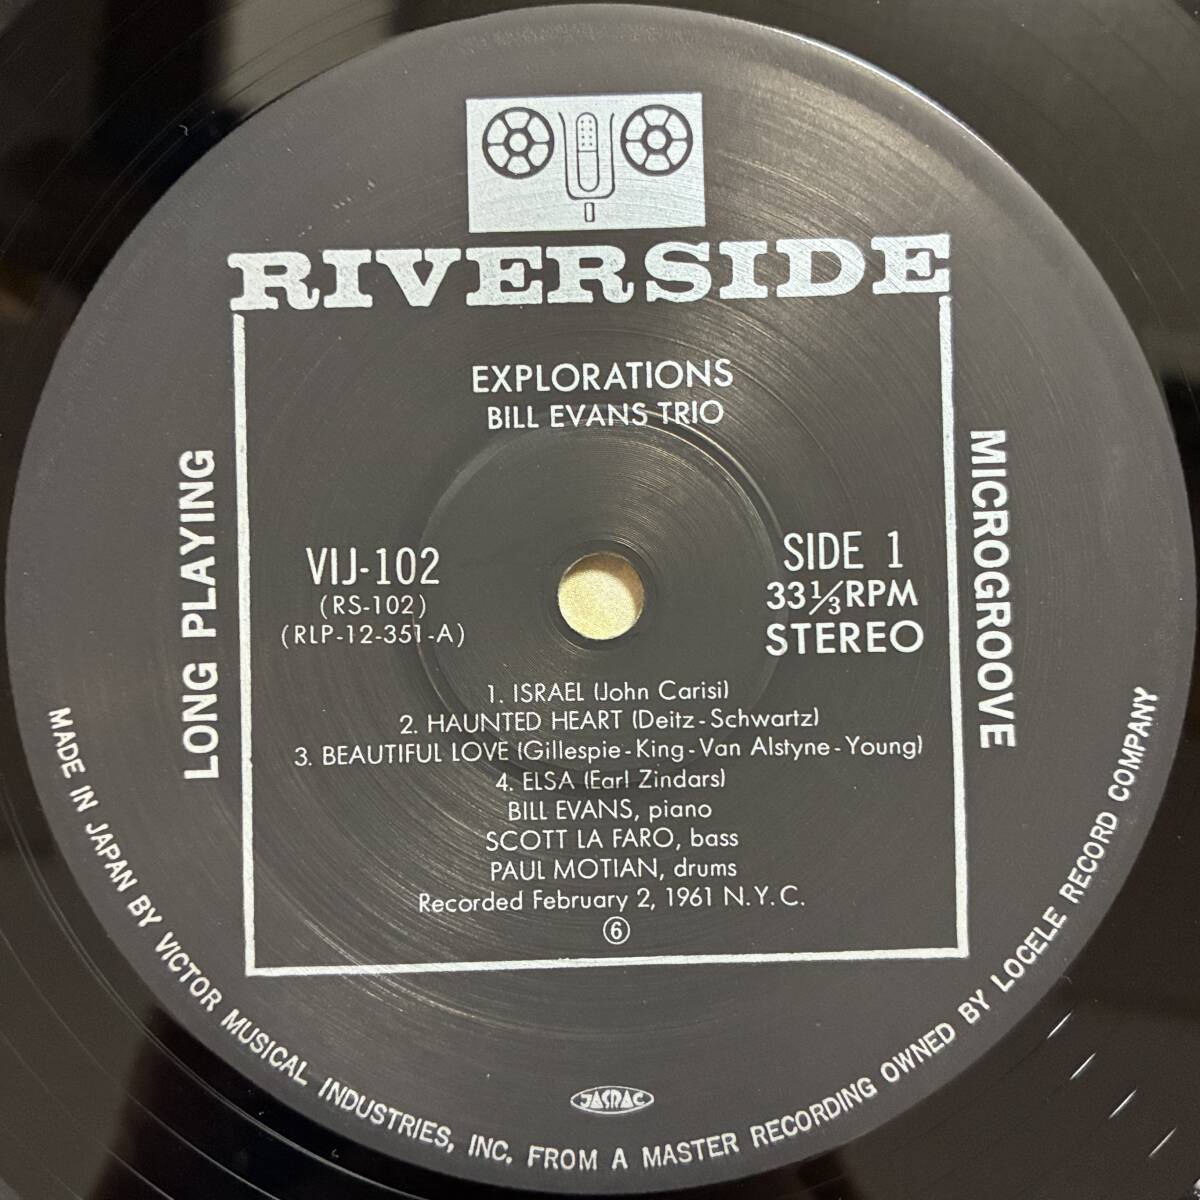 RIVERSIDE
EXPLORATIONS
BILL EVANS TRIO
LONG PLAYING
MICROGROOVE
VIJ-102
(RS-102)
(RLP-12-351-A)
SIDE 1
33⅓RPM
STEREO
1. ISRAEL (John Carisi)
2. HAUNTED HEART (Deitz-Schwartz)
3. BEAUTIFUL LOVE (Gillespie-King-Van Alstyne-Young)
4. ELSA (Earl Zindars)
BILL EVANS, piano
SCOTT LA FARO, bass
PAUL MOTIAN, drums
Recorded February 2, 1961 N.Y.C.
⑥
JASRAC
MADE IN JAPAN BY VICTOR MUSICAL INDUSTRIES, INC. FROM A MASTER RECORDING OWNED BY LOCELE RECORD COMPANY